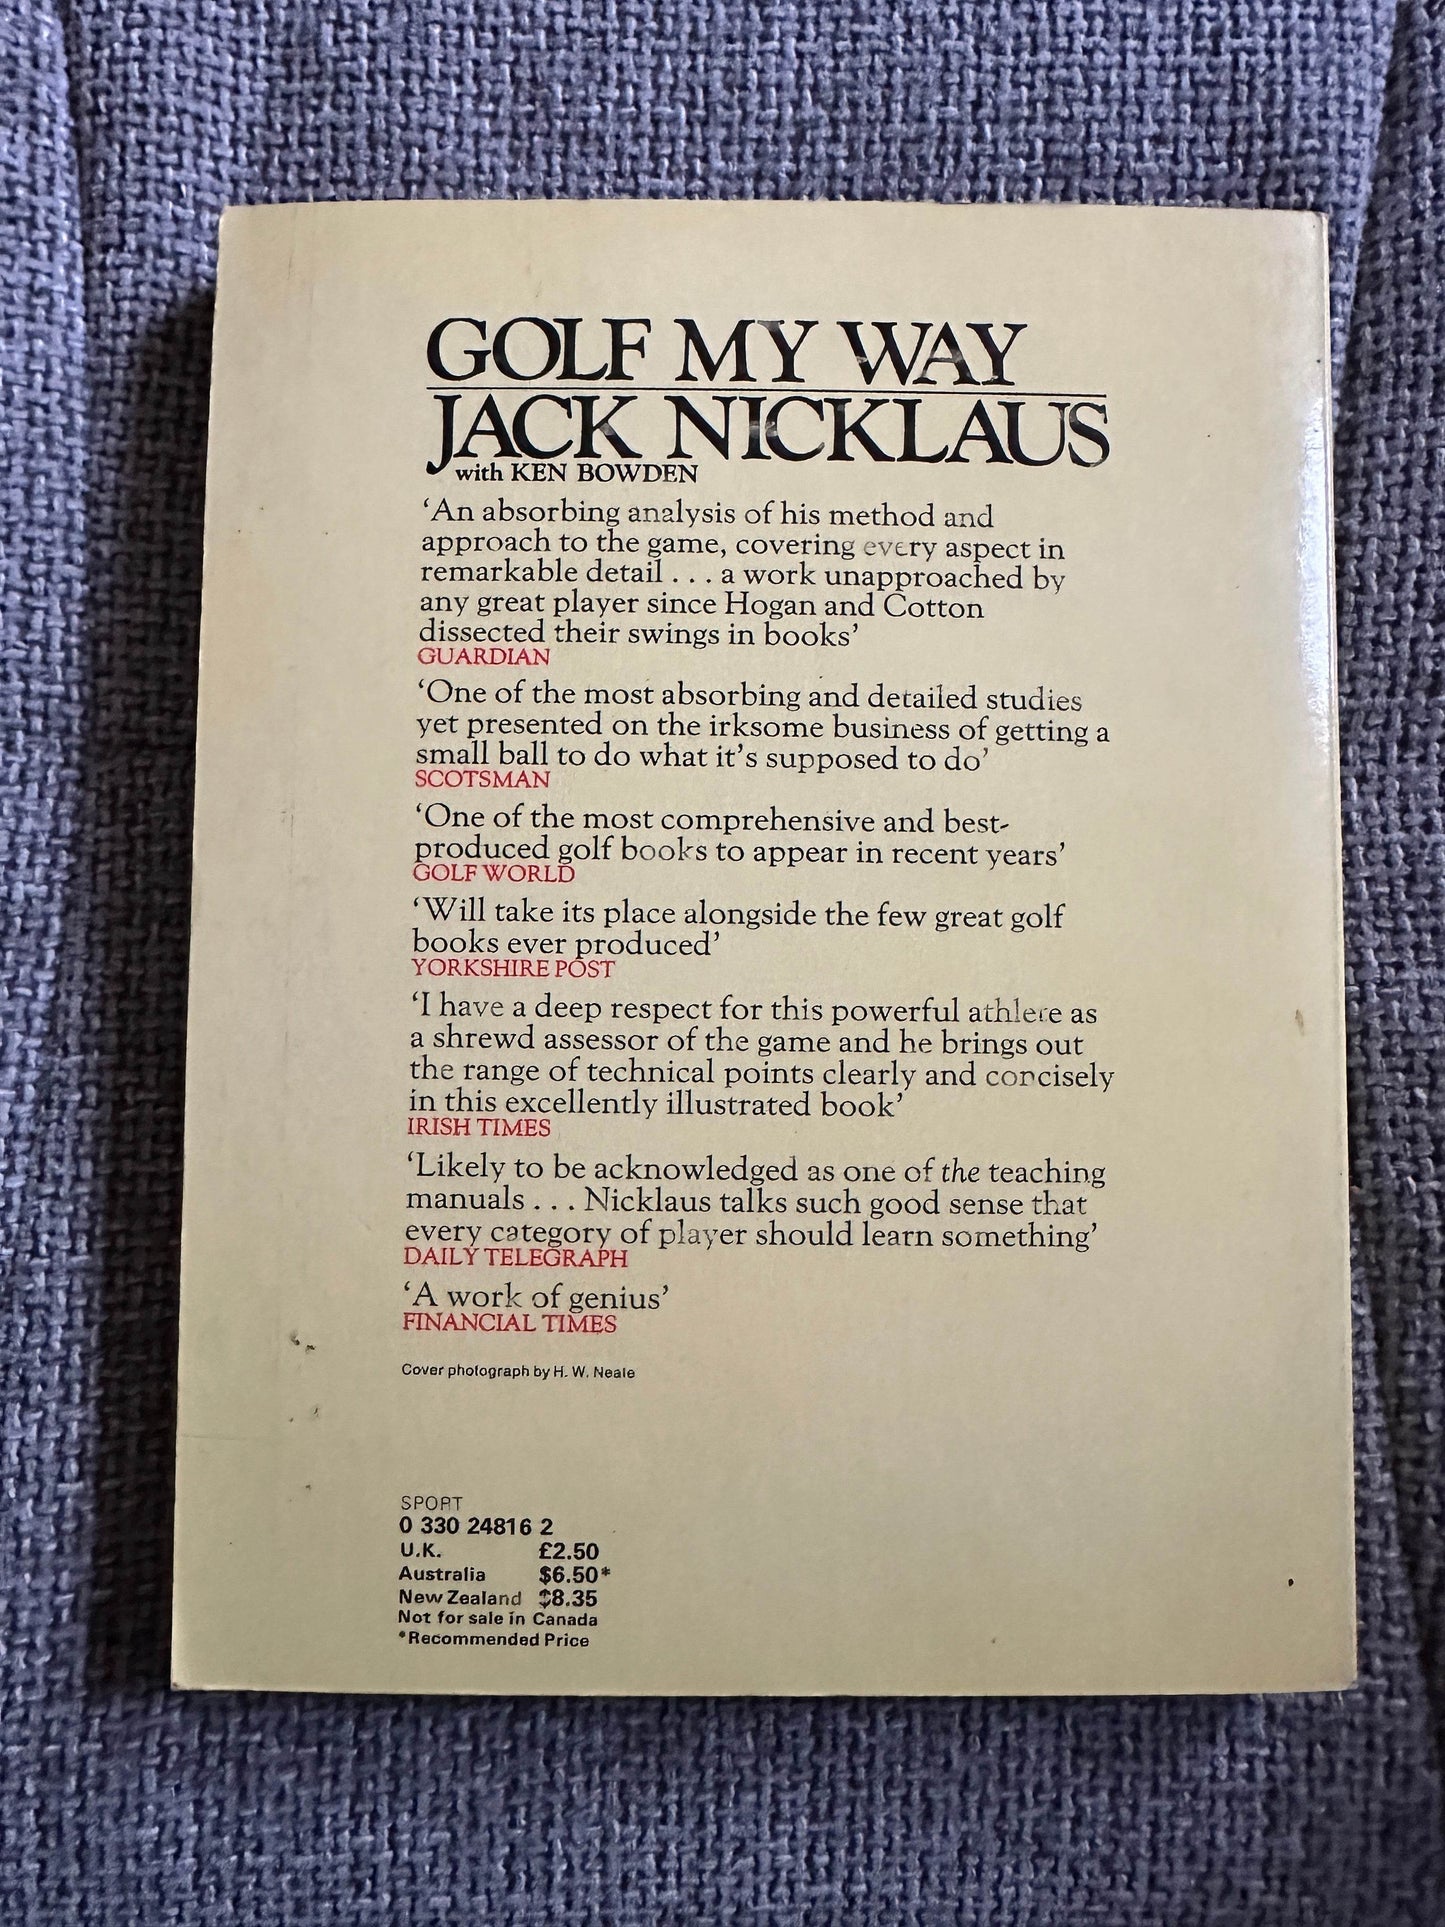 GOLF MY WAY
JACK NICKLAUS
with KEN BOWDEN
‘An absorbing analysis of his method and
approach to the game, covering every aspect in
remarkable detail . . . a work unapproached by
any great player since Hogan and Cotton
dissected their swings in books’
GUARDIAN
‘One of the most absorbing and detailed studies
yet presented on the irksome business of getting a
small ball to do what it’s supposed to do’
SCOTSMAN
‘One of the most comprehensive and best-
produced golf books to appear in recent years’
GOLF WORLD
‘Will take its place alongside the few great golf
books ever produced’
YORKSHIRE POST
‘I have a deep respect for this powerful athlete as
a shrewd assessor of the game and he brings out
the range of technical points clearly and concisely
in this excellently illustrated book’
IRISH TIMES
‘Likely to be acknowledged as one of the teaching
manuals . . . Nicklaus talks such good sense that
every category of player should learn something’
DAILY TELEGRAPH
‘A work of genius’
FINANCIAL TIMES
Cover photograph by H. W. Neale
SPORT
0 330 24816 2
U.K. £2.50
Australia $6.50*
New Zealand $8.35
Not for sale in Canada
*Recommended Price